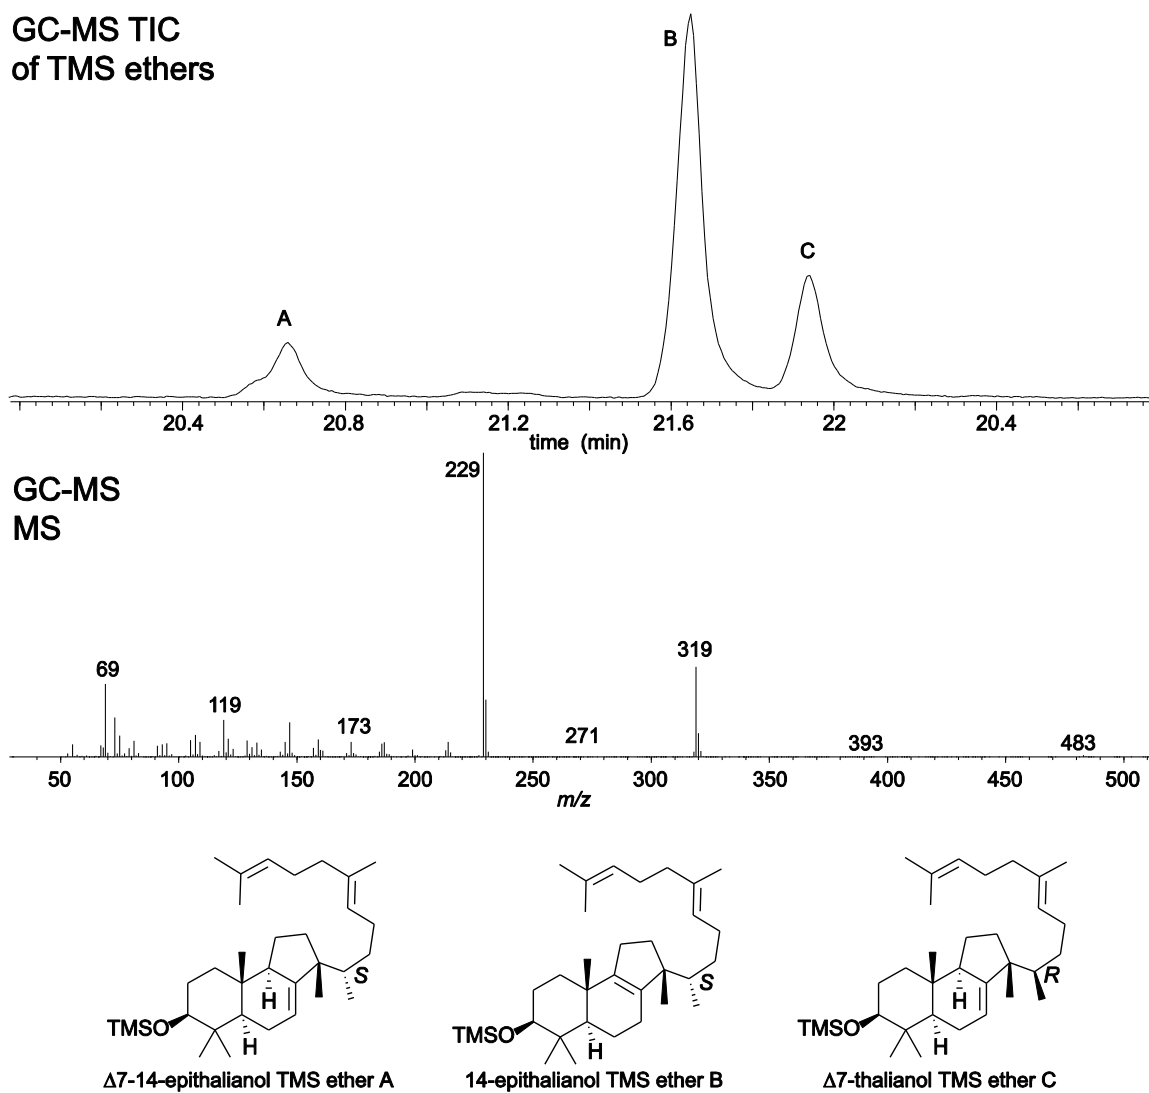 GC-MS TIC
of TMS ethers
B
C
A
20.4 20.8 21.2 21.6 22 20.4
time (min)
GC-MS
MS
229
319
69
119
173
271
393
483
50 100 150 200 250 300 350 400 450 500
m/z
S
H
TMSO
H
S
TMSO
H
R
H
TMSO
H
Δ7-14-epithalianol TMS ether A
14-epithalianol TMS ether B
Δ7-thalianol TMS ether C